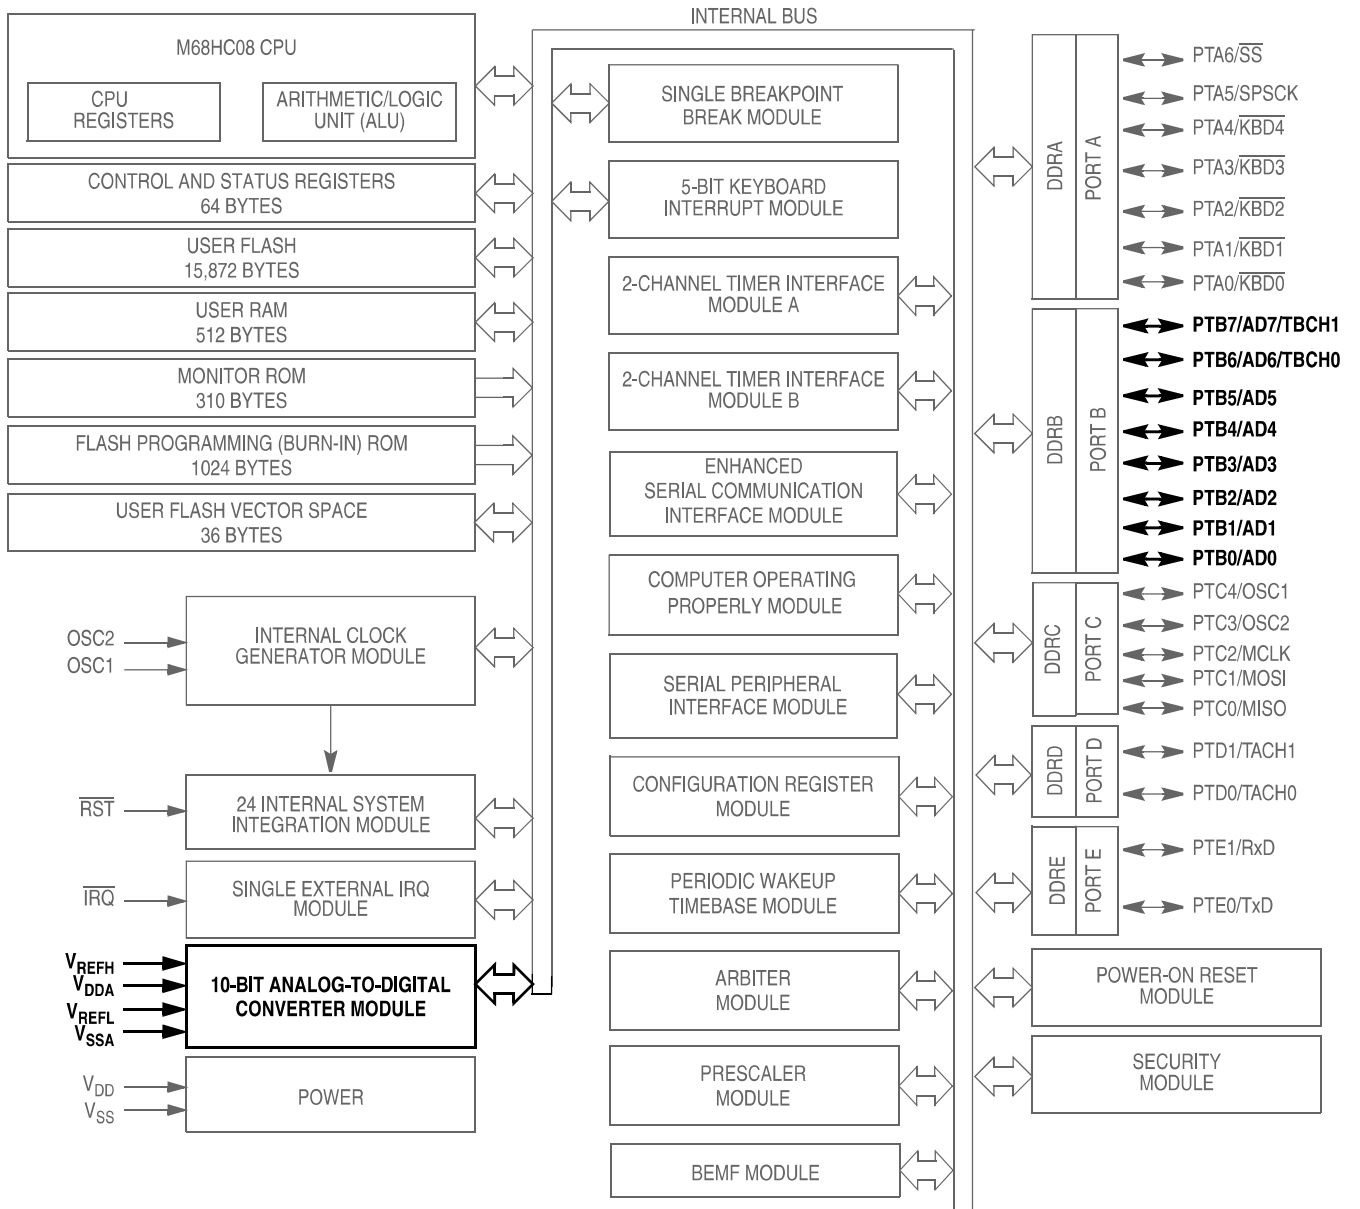 INTERNAL BUS
M68HC08 CPU
CPU
REGISTERS
ARITHMETIC/LOGIC
UNIT (ALU)
CONTROL AND STATUS REGISTERS
64 BYTES
USER FLASH
15,872 BYTES
USER RAM
512 BYTES
MONITOR ROM
310 BYTES
FLASH PROGRAMMING (BURN-IN) ROM
1024 BYTES
USER FLASH VECTOR SPACE
36 BYTES
OSC2
OSC1
INTERNAL CLOCK
GENERATOR MODULE
RST
24 INTERNAL SYSTEM
INTEGRATION MODULE
IRQ
SINGLE EXTERNAL IRQ
MODULE
VREFH
VDDA
VREFL
VSSA
10-BIT ANALOG-TO-DIGITAL
CONVERTER MODULE
VDD
VSS
POWER
SINGLE BREAKPOINT
BREAK MODULE
5-BIT KEYBOARD
INTERRUPT MODULE
2-CHANNEL TIMER INTERFACE
MODULE A
2-CHANNEL TIMER INTERFACE
MODULE B
ENHANCED
SERIAL COMMUNICATION
INTERFACE MODULE
COMPUTER OPERATING
PROPERLY MODULE
SERIAL PERIPHERAL
INTERFACE MODULE
CONFIGURATION REGISTER
MODULE
PERIODIC WAKEUP
TIMEBASE MODULE
ARBITER
MODULE
PRESCALER
MODULE
BEMF MODULE
DDRA
PORT A
PTA6/SS
PTA5/SPSCK
PTA4/KBD4
PTA3/KBD3
PTA2/KBD2
PTA1/KBD1
PTA0/KBD0
DDRB
PORT B
PTB7/AD7/TBCH1
PTB6/AD6/TBCH0
PTB5/AD5
PTB4/AD4
PTB3/AD3
PTB2/AD2
PTB1/AD1
PTB0/AD0
DDRC
PORT C
PTC4/OSC1
PTC3/OSC2
PTC2/MCLK
PTC1/MOSI
PTC0/MISO
DDRD
PORT D
PTD1/TACH1
PTD0/TACH0
DDRE
PORT E
PTE1/RxD
PTE0/TxD
POWER-ON RESET
MODULE
SECURITY
MODULE